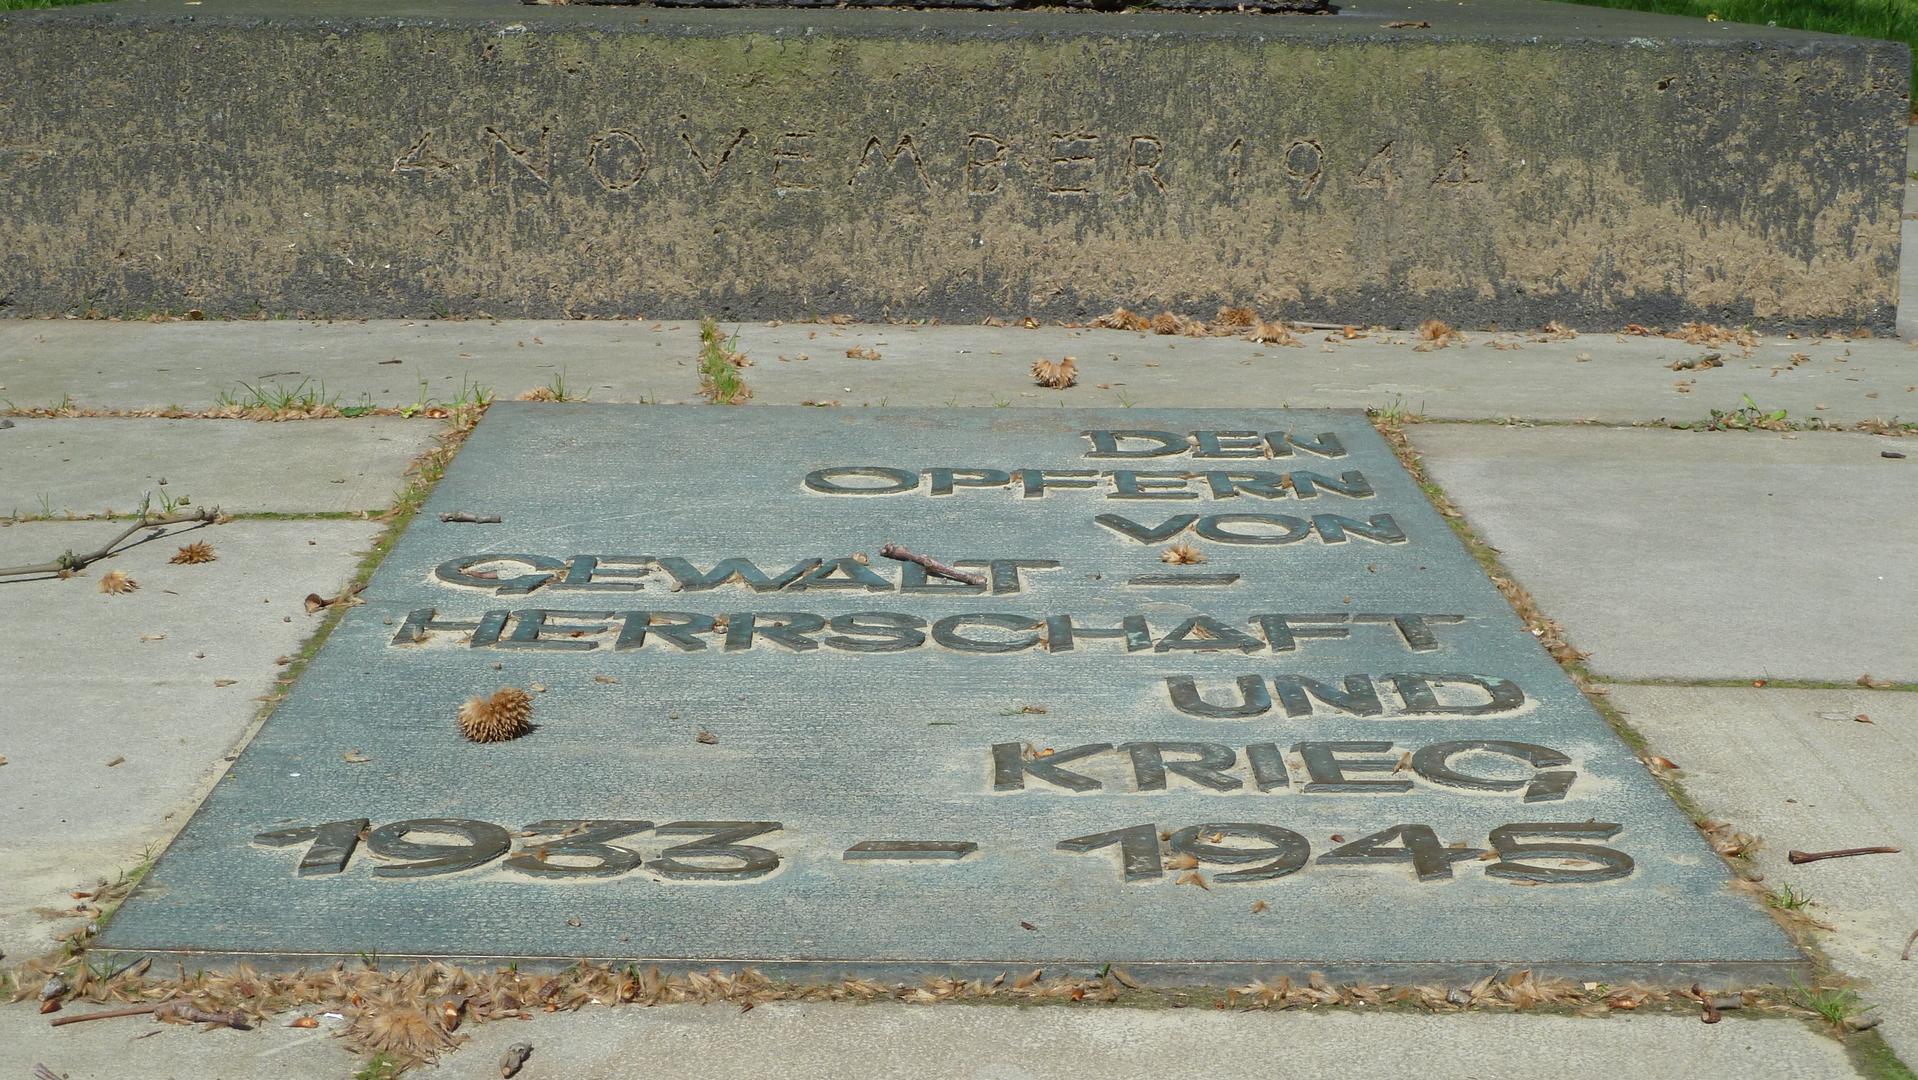 4 NOVEMBER 1944
DEN
OPFERN
VON
GEWALT –
HERRSCHAFT
UND
KRIEG
1933 – 1945